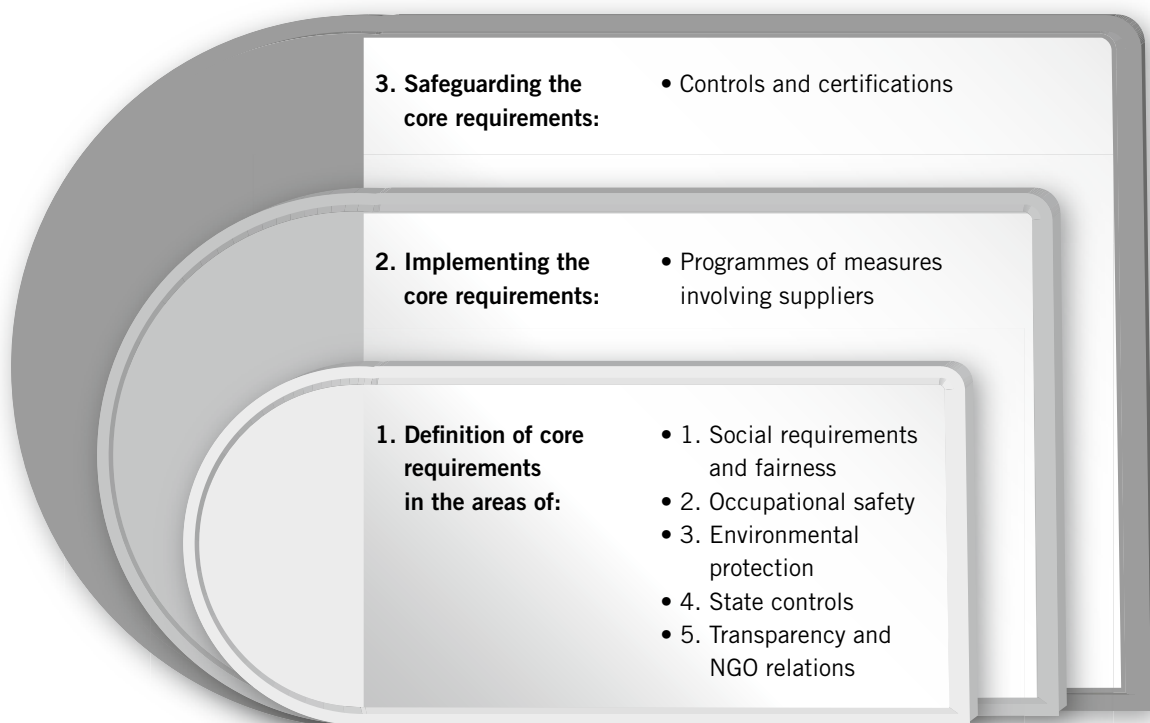 3. Safeguarding the
core requirements:
• Controls and certifications
2. Implementing the
core requirements:
• Programmes of measures
involving suppliers
1. Definition of core
requirements
in the areas of:
• 1. Social requirements
and fairness
• 2. Occupational safety
• 3. Environmental
protection
• 4. State controls
• 5. Transparency and
NGO relations